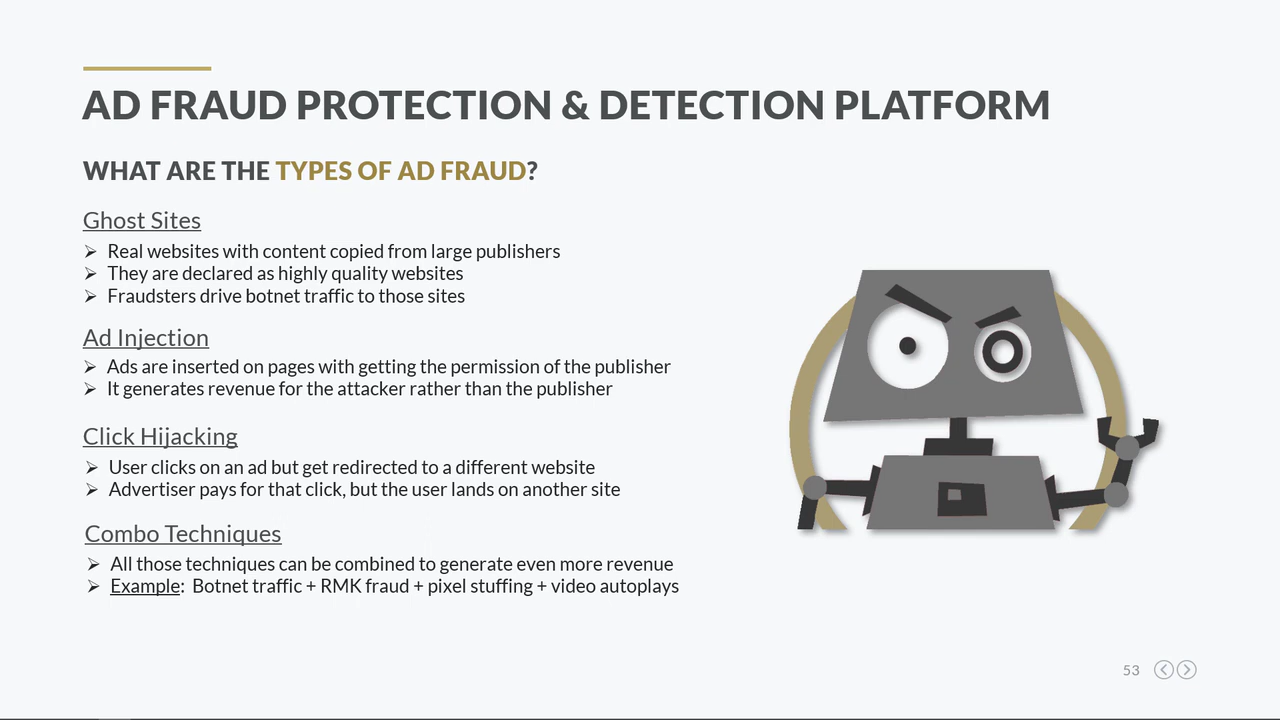 AD FRAUD PROTECTION & DETECTION PLATFORM
WHAT ARE THE TYPES OF AD FRAUD?
Ghost Sites
➢ Real websites with content copied from large publishers
➢ They are declared as highly quality websites
➢ Fraudsters drive botnet traffic to those sites
Ad Injection
➢ Ads are inserted on pages with getting the permission of the publisher
➢ It generates revenue for the attacker rather than the publisher
Click Hijacking
➢ User clicks on an ad but get redirected to a different website
➢ Advertiser pays for that click, but the user lands on another site
Combo Techniques
➢ All those techniques can be combined to generate even more revenue
➢ Example: Botnet traffic + RMK fraud + pixel stuffing + video autoplays
53